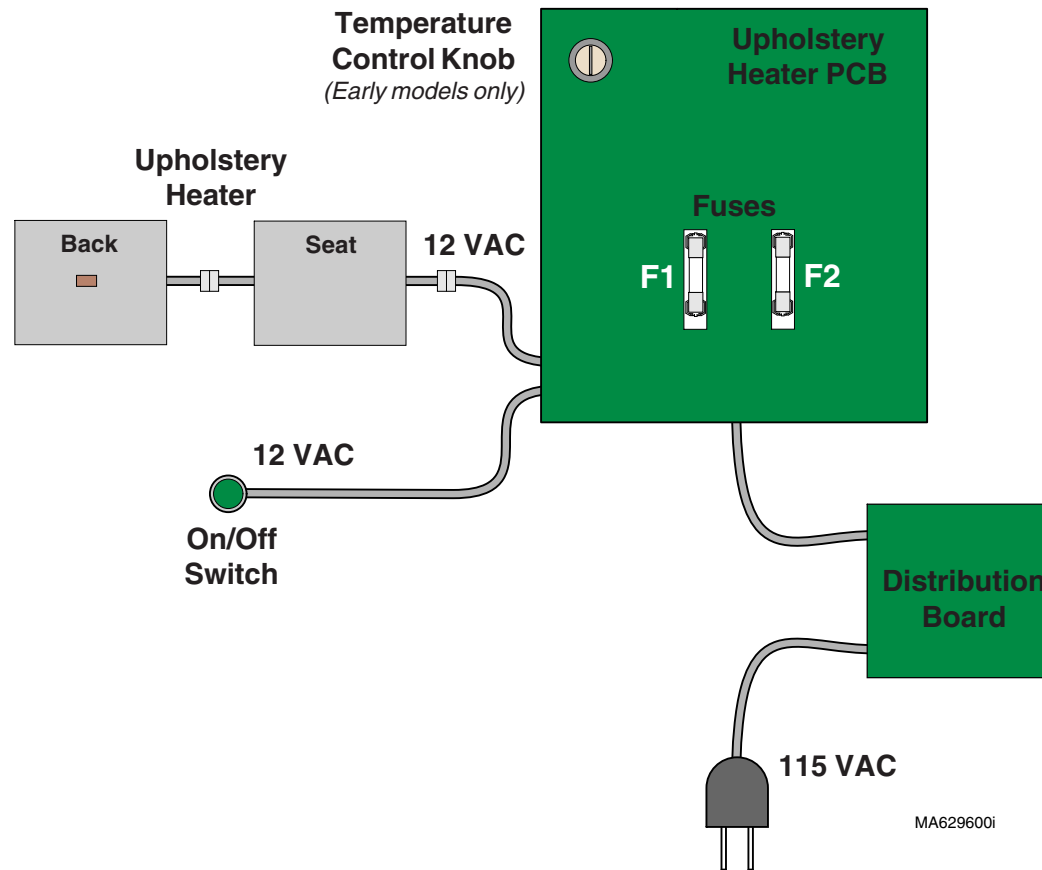 Temperature
Control Knob
(Early models only)
Upholstery
Heater PCB
Upholstery
Heater
Back
Seat
12 VAC
Fuses
F1
F2
12 VAC
On/Off
Switch
Distribution
Board
115 VAC
MA629600i